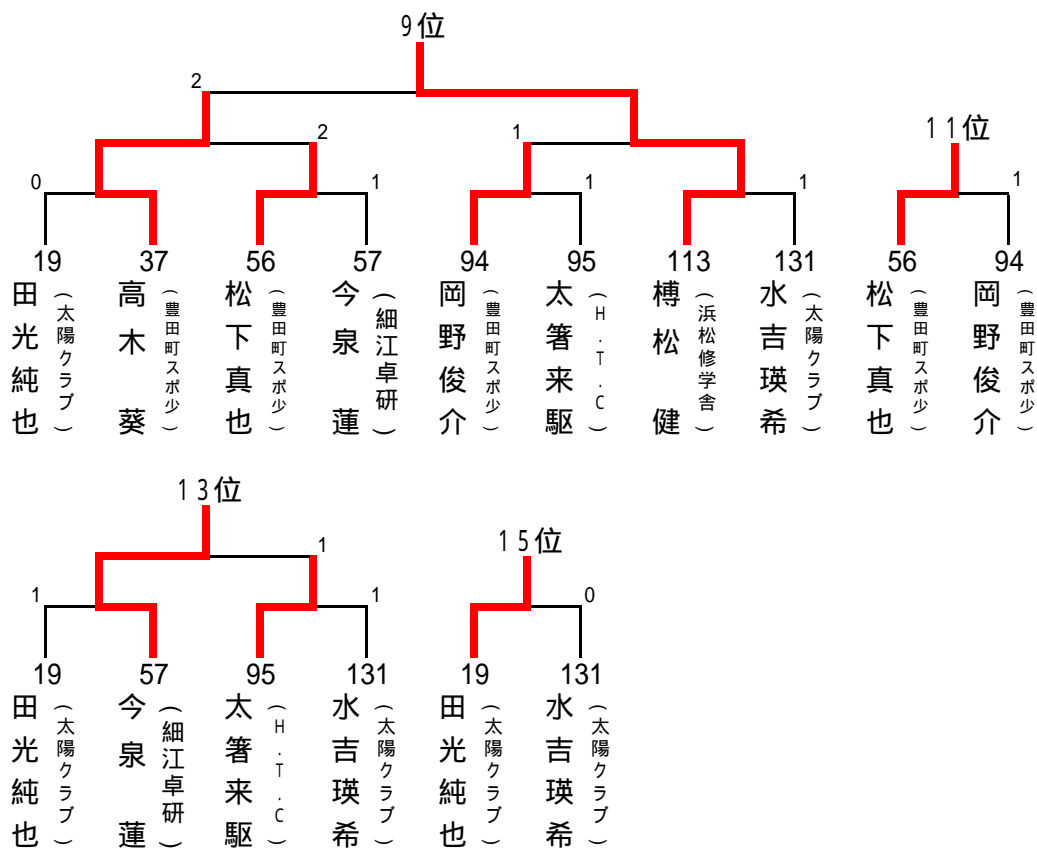 9位
2
2
1
11位
0
1
1
1
1
19
37
56
57
94
95
113
131
56
94
田光純也
(太陽クラブ)
高木葵
(豊田町スポ少)
松下真也
(豊田町スポ少)
今泉蓮
(細江卓研)
岡野俊介
(豊田町スポ少)
太箸来駆
(H.T.C)
榑松健
(浜松修学舎)
水吉瑛希
(太陽クラブ)
松下真也
(豊田町スポ少)
岡野俊介
(豊田町スポ少)
13位
1
15位
1
1
0
19
57
95
131
19
131
田光純也
(太陽クラブ)
今泉蓮
(細江卓研)
太箸来駆
(H.T.C)
水吉瑛希
(太陽クラブ)
田光純也
(太陽クラブ)
水吉瑛希
(太陽クラブ)